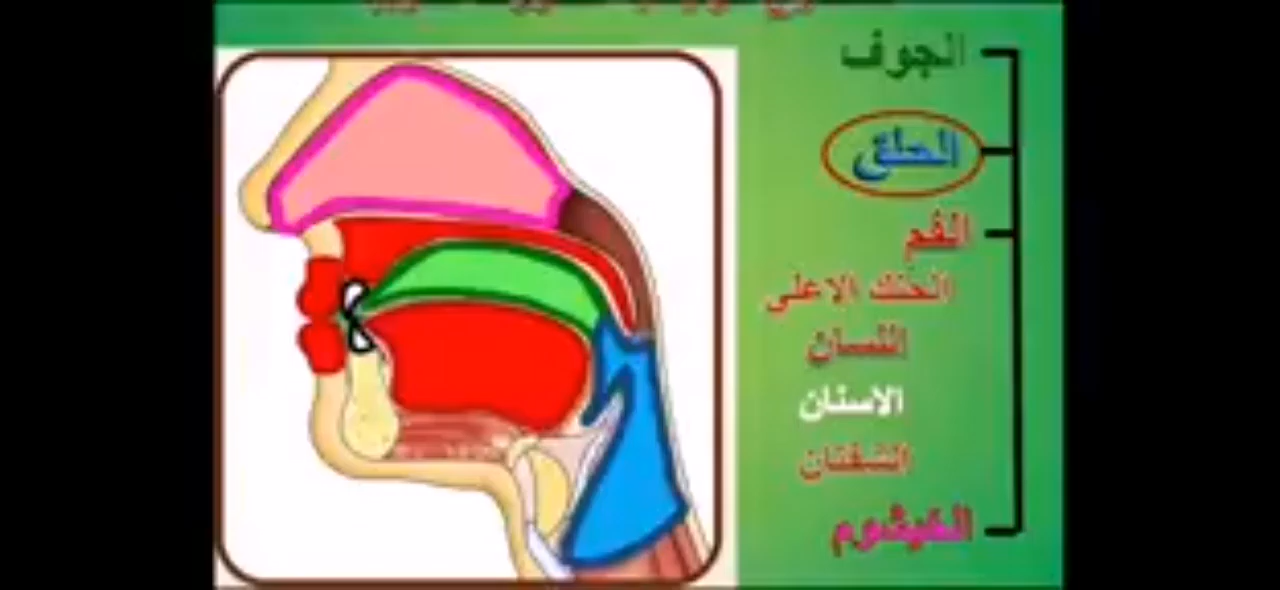 الجوف
الحلق
الفم
الحنك الاعلى
اللسان
الاسنان
الشفتان
الخيشوم